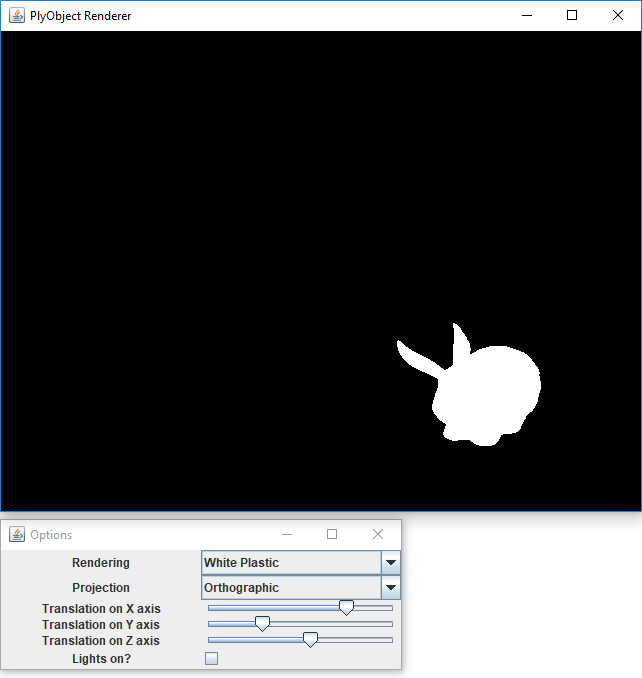 PlyObject Renderer
Options
Rendering White Plastic
Projection Orthographic
Translation on X axis
Translation on Y axis
Translation on Z axis
Lights on?